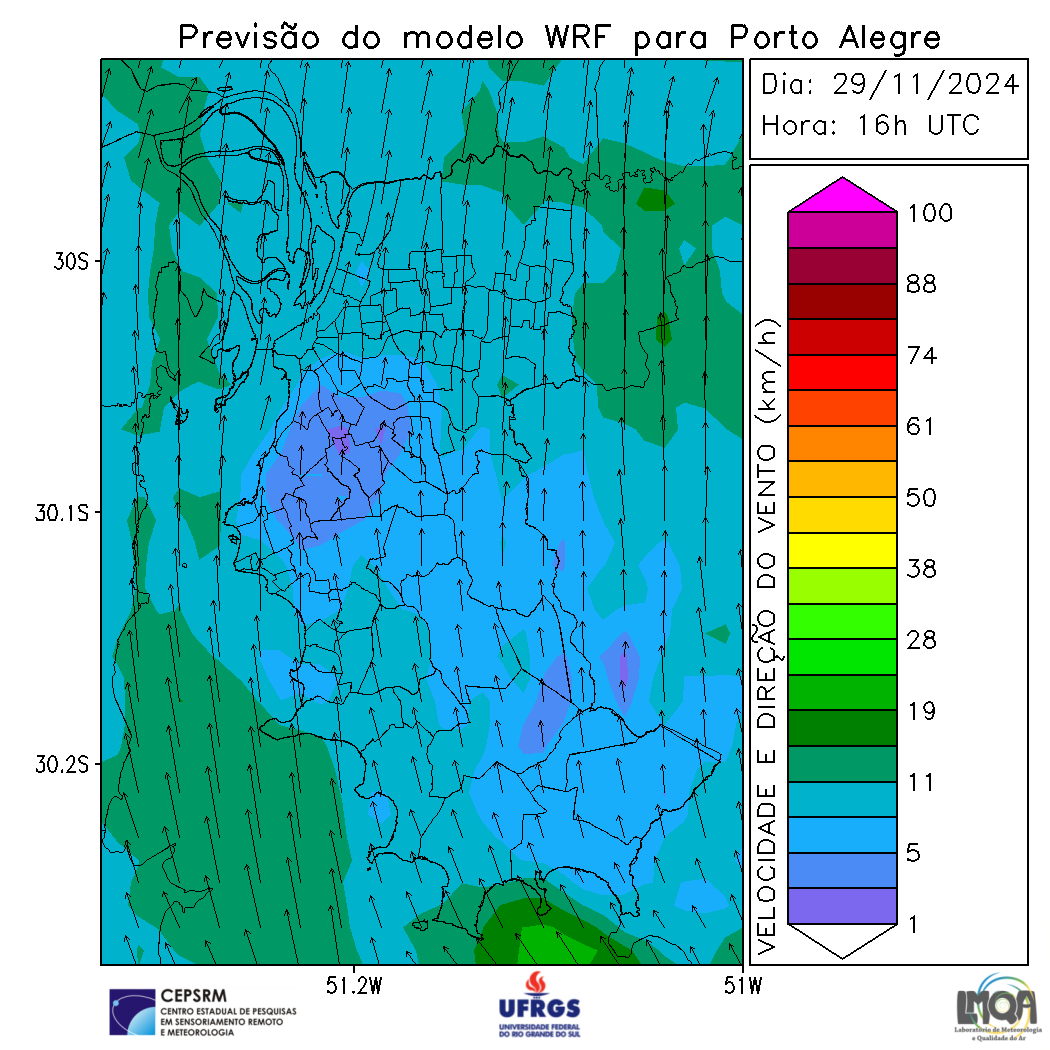 Previsão do modelo WRF para Porto Alegre
Dia: 29/11/2024
Hora: 16h UTC
30S
30.1S
30.2S
51.2W
51W
VELOCIDADE E DIREÇÃO DO VENTO (km/h)
100
88
74
61
50
38
28
19
11
5
1
CEPSRM
CENTRO ESTADUAL DE PESQUISAS
EM SENSORIAMENTO REMOTO
E METEOROLOGIA
UFRGS
UNIVERSIDADE FEDERAL
DO RIO GRANDE DO SUL
LMQA
Laboratório de Meteorologia
e Qualidade do Ar